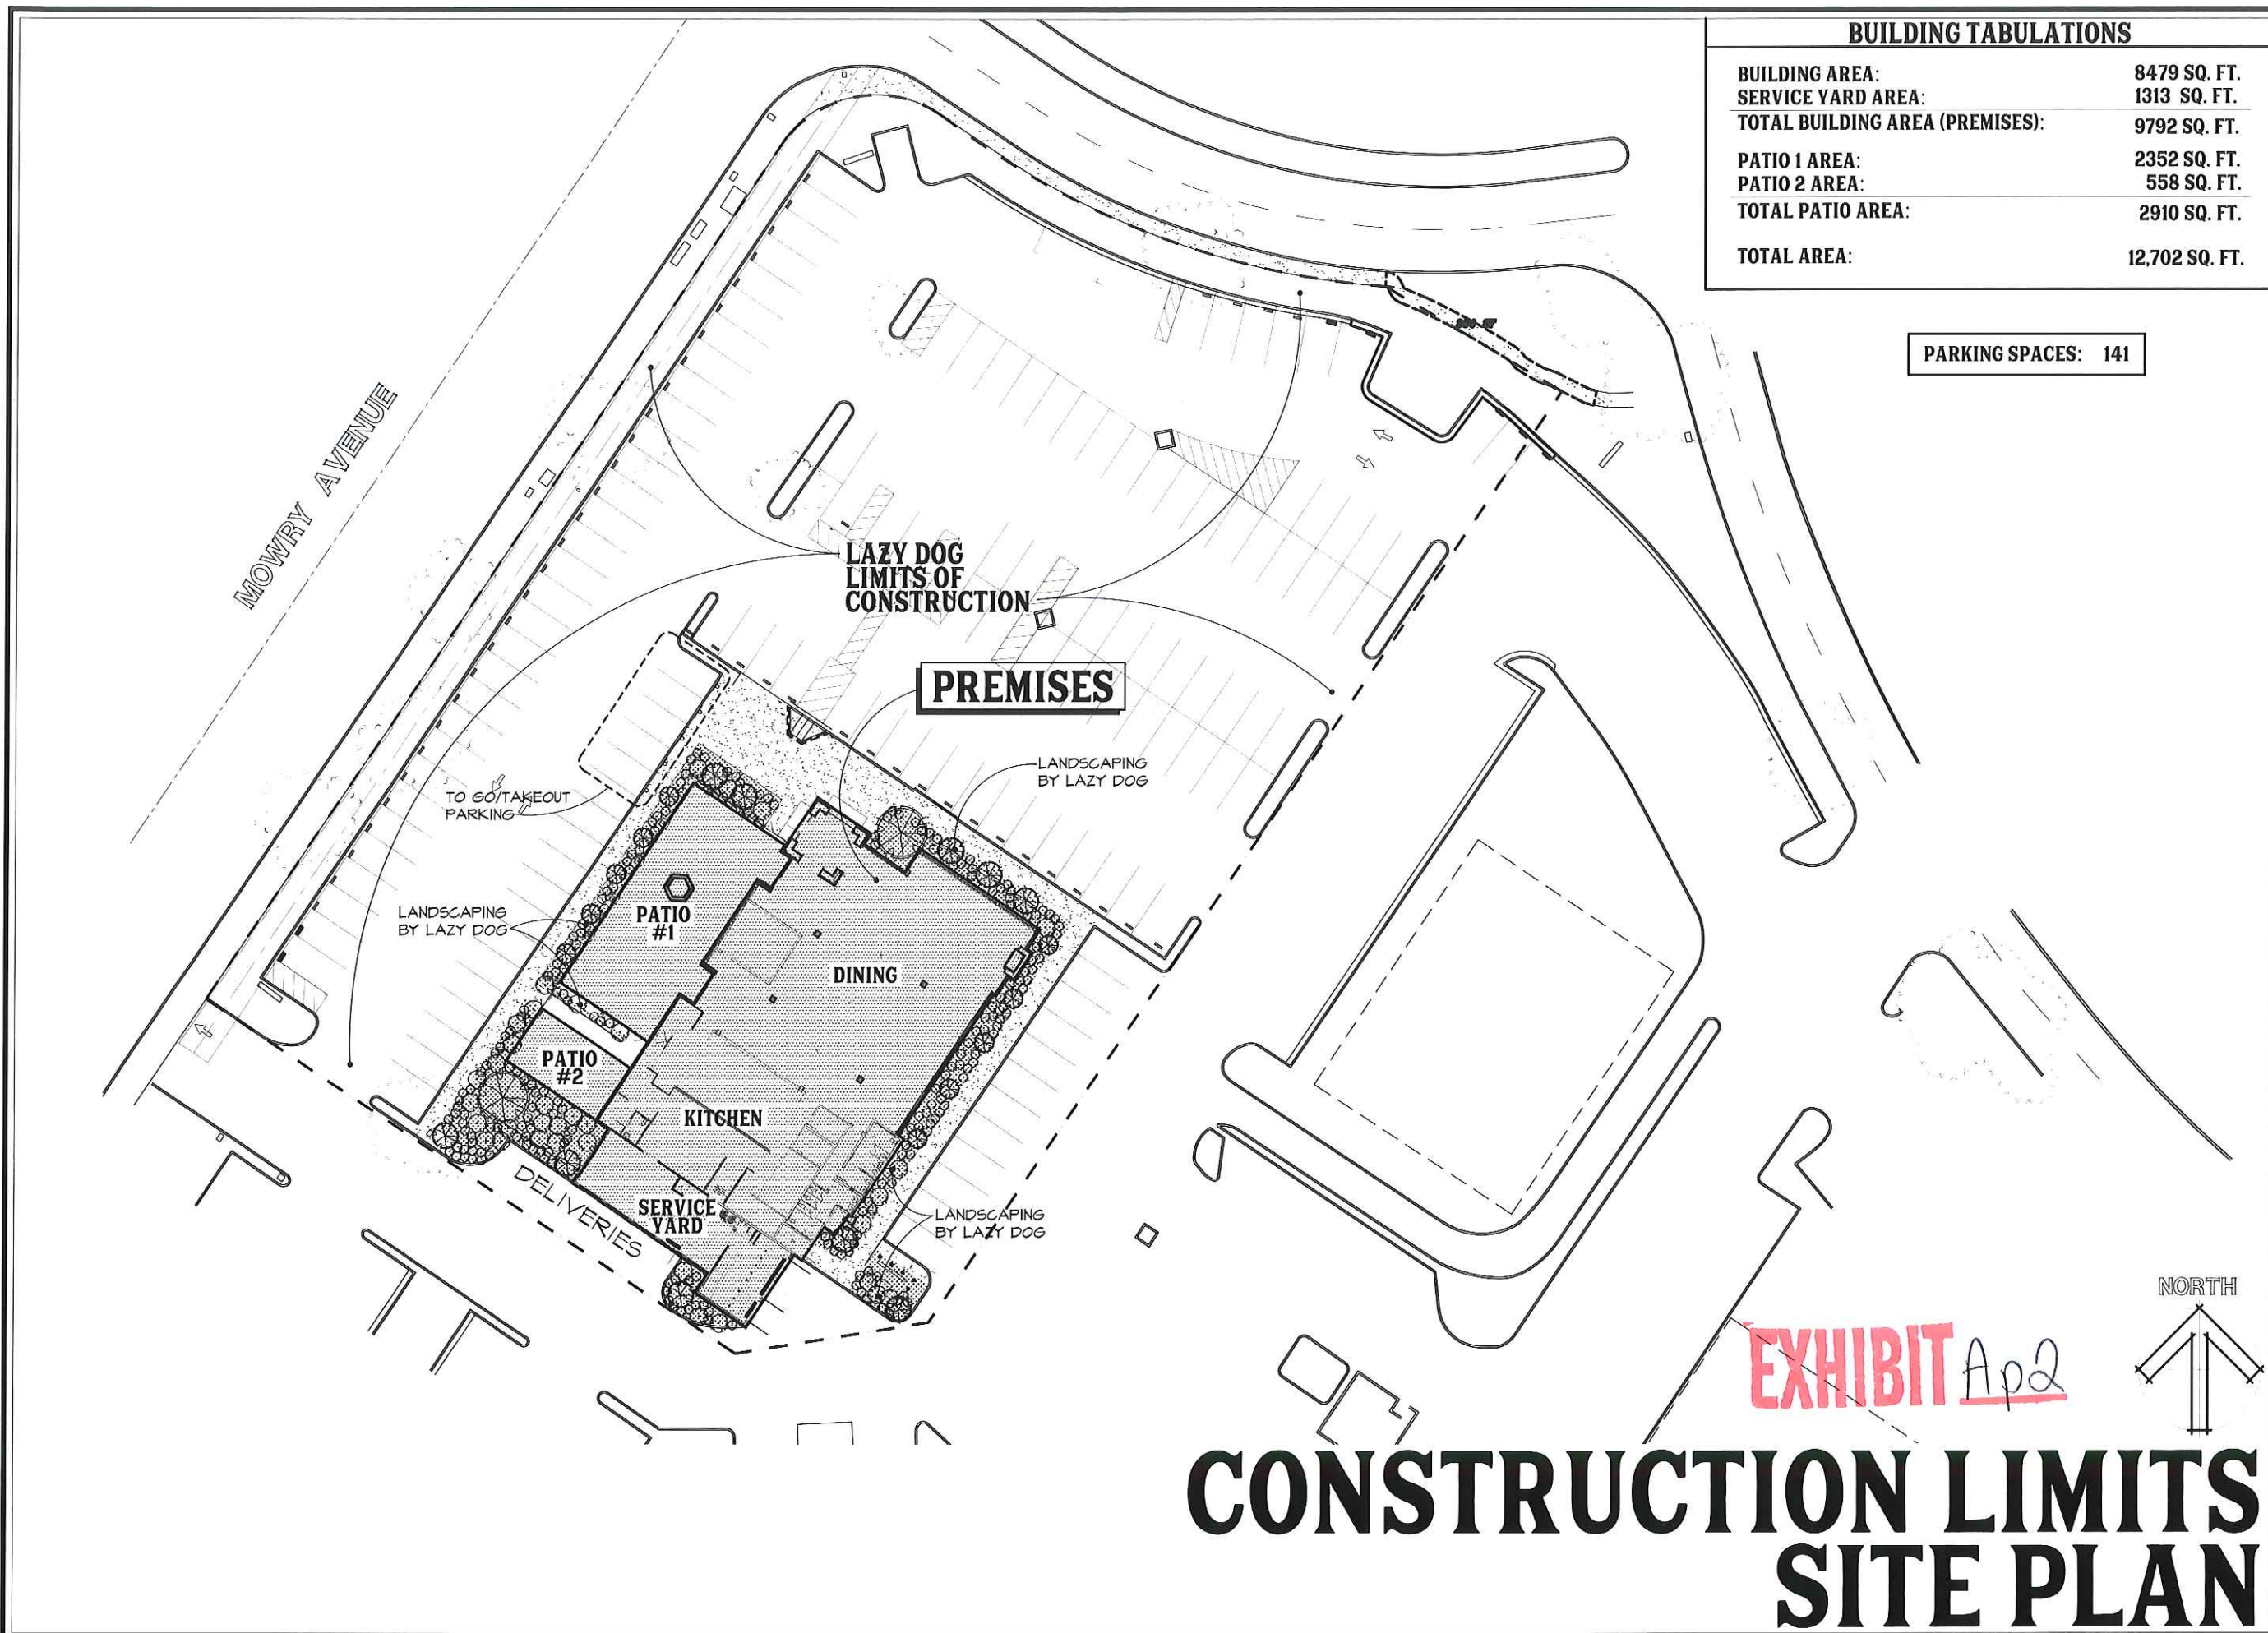 BUILDING TABULATIONS
BUILDING AREA: 8479 SQ. FT.
SERVICE YARD AREA: 1313 SQ. FT.
TOTAL BUILDING AREA (PREMISES): 9792 SQ. FT.
PATIO 1 AREA: 2352 SQ. FT.
PATIO 2 AREA: 558 SQ. FT.
TOTAL PATIO AREA: 2910 SQ. FT.
TOTAL AREA: 12,702 SQ. FT.
PARKING SPACES: 141
MOWRY AVENUE
LAZY DOG
LIMITS OF
CONSTRUCTION
PREMISES
LANDSCAPING
BY LAZY DOG
TO GO/TAKEOUT
PARKING
LANDSCAPING
BY LAZY DOG
PATIO
#1
DINING
PATIO
#2
KITCHEN
DELIVERIES
SERVICE
YARD
LANDSCAPING
BY LAZY DOG
NORTH
EXHIBIT Ap2
CONSTRUCTION LIMITS
SITE PLAN